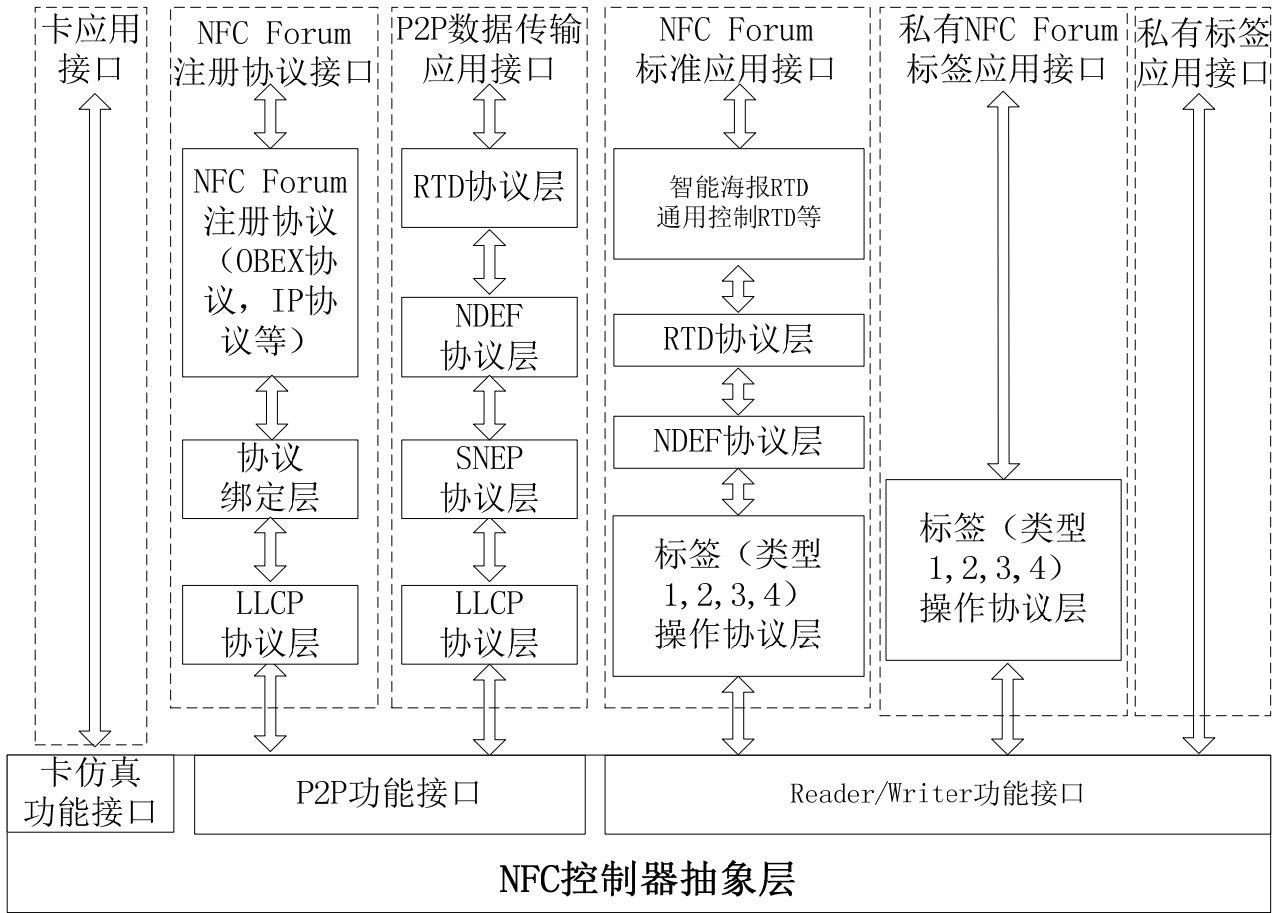 卡应用
接口
NFC Forum
注册协议接口
P2P数据传输
应用接口
NFC Forum
标准应用接口
私有NFC Forum
标签应用接口
私有标签
应用接口
NFC Forum
注册协议
（OBEX协
议，IP协
议等）
协议
绑定层
LLCP
协议层
RTD协议层
NDEF
协议层
SNEP
协议层
LLCP
协议层
智能海报RTD
通用控制RTD等
RTD协议层
NDEF协议层
标签（类型
1,2,3,4）
操作协议层
标签（类型
1,2,3,4）
操作协议层
卡仿真
功能接口
P2P功能接口
Reader/Writer功能接口
NFC控制器抽象层